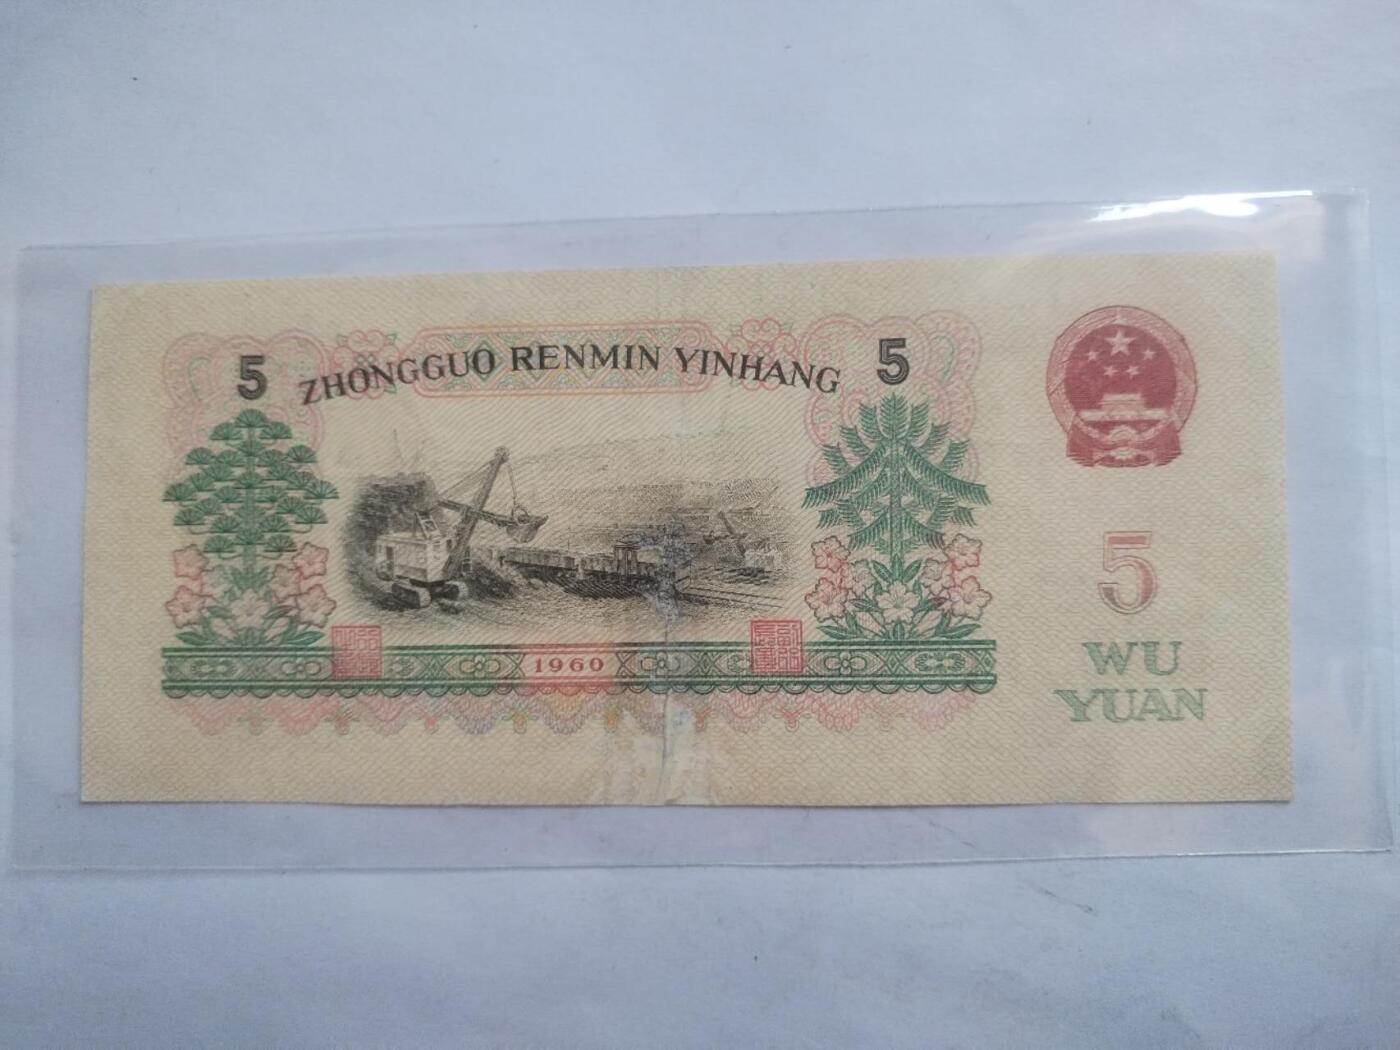 5 ZHONGGUO RENMIN YINHANG 5
1960
5
WU
YUAN